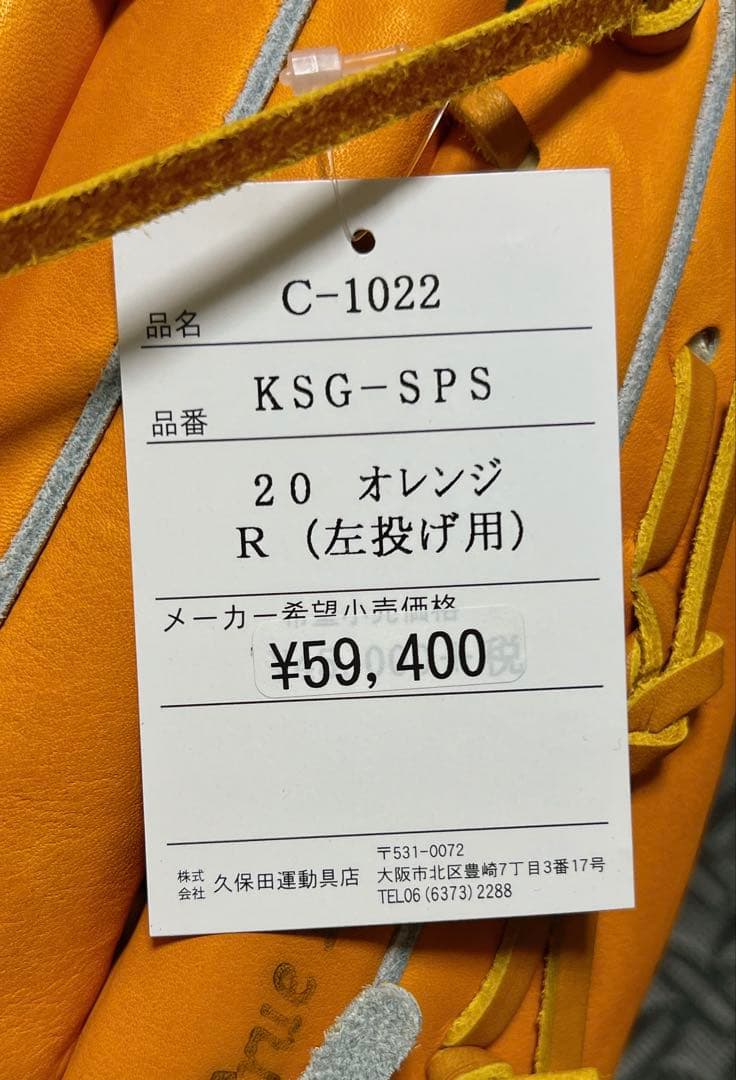 C-1022
品名
KSG-SPS
品番
20 オレンジ
R (左投げ用)
メーカー希望小売価格
¥59,400
株式会社 久保田運動具店
〒531-0072
大阪市北区豊崎7丁目3番17号
TEL06(6373)2288